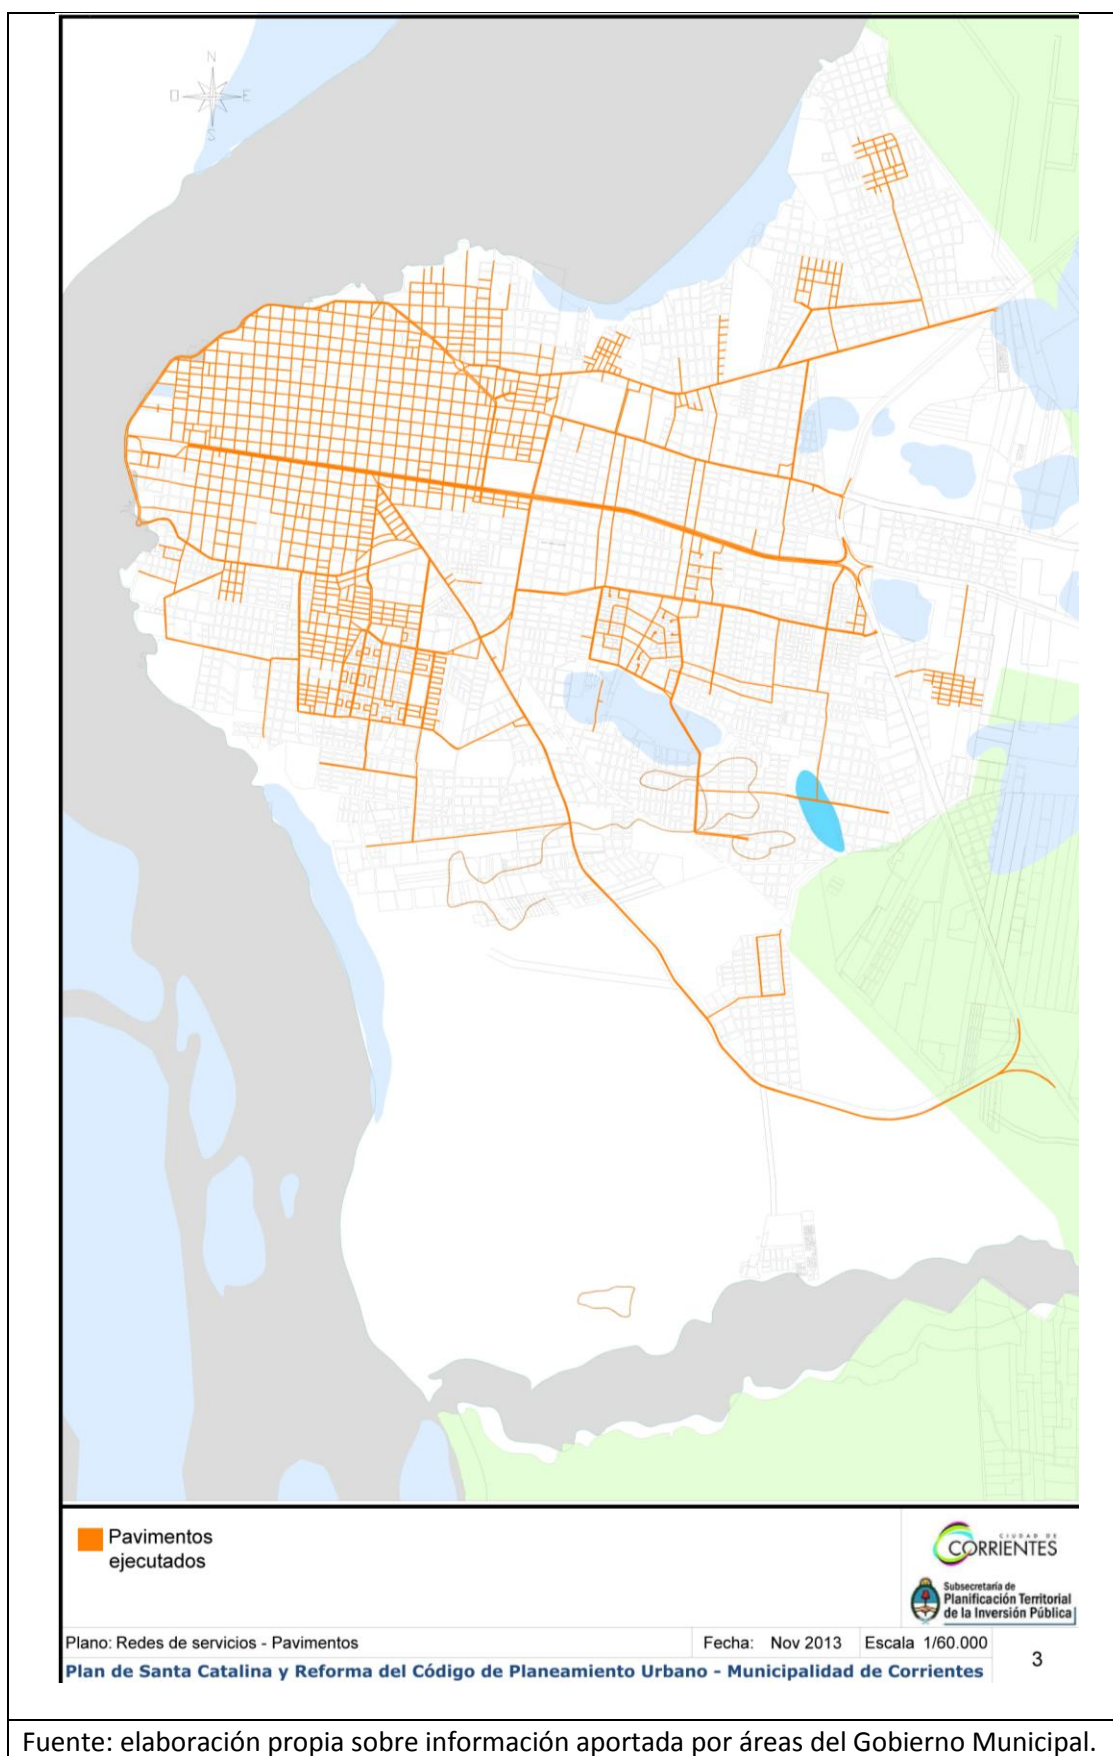 N
O
E
S
Pavimentos
ejecutados
CIUDAD DE
CORRIENTES
Subsecretaría de
Planificación Territorial
de la Inversión Pública
Plano: Redes de servicios - Pavimentos
Fecha: Nov 2013
Escala 1/60.000
3
Plan de Santa Catalina y Reforma del Código de Planeamiento Urbano - Municipalidad de Corrientes
Fuente: elaboración propia sobre información aportada por áreas del Gobierno Municipal.